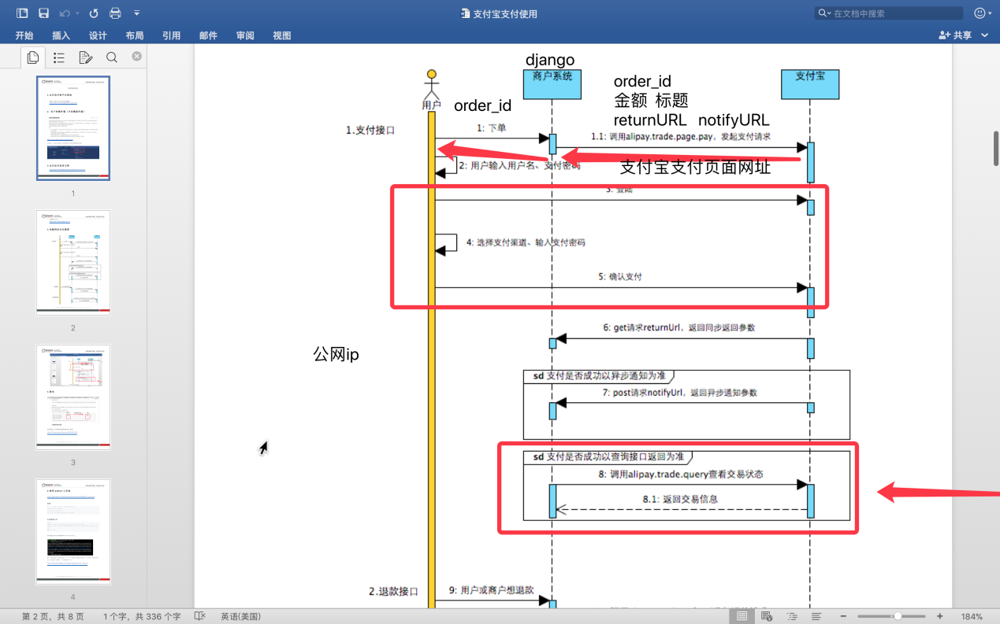 支付宝支付使用
在文档中搜索
开始 插入 设计 布局 引用 邮件 审阅 视图
共享
django
商户系统
支付宝
order_id
金额 标题
returnURL notifyURL
用户
order_id
1.支付接口
1: 下单
1.1: 调用alipay.trade.page.pay，发起支付请求
2: 用户输入用户名、支付密码
支付宝支付页面网址
3: 登陆
4: 选择支付渠道、输入支付密码
5: 确认支付
6: get请求returnUrl，返回同步返回参数
公网ip
sd 支付是否成功以异步通知为准
7: post请求notifyUrl，返回异步通知参数
sd 支付是否成功以查询接口返回为准
8: 调用alipay.trade.query查看交易状态
8.1: 返回交易信息
2.退款接口
9: 用户或商户想退款
1
2
3
4
第 2 页，共 8 页 1 个字，共 336 个字 英语(美国) 184%